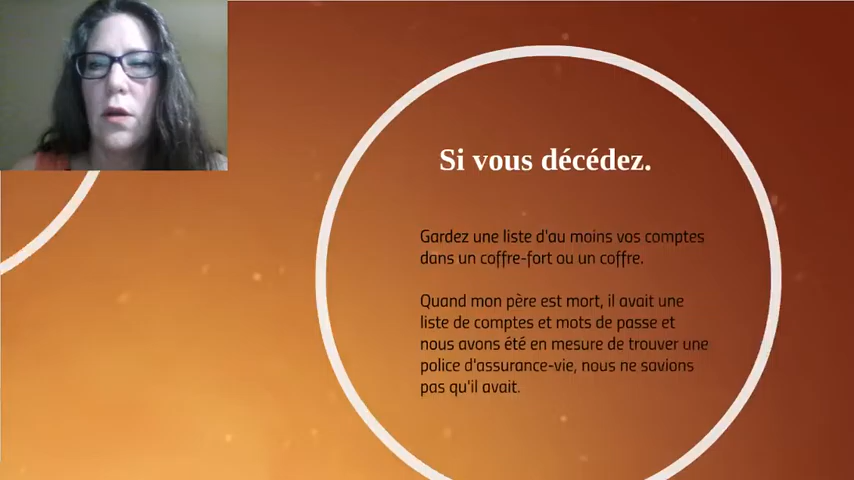 Si vous décédez.
Gardez une liste d'au moins vos comptes
dans un coffre-fort ou un coffre.
Quand mon père est mort, il avait une
liste de comptes et mots de passe et
nous avons été en mesure de trouver une
police d'assurance-vie, nous ne savions
pas qu'il avait.